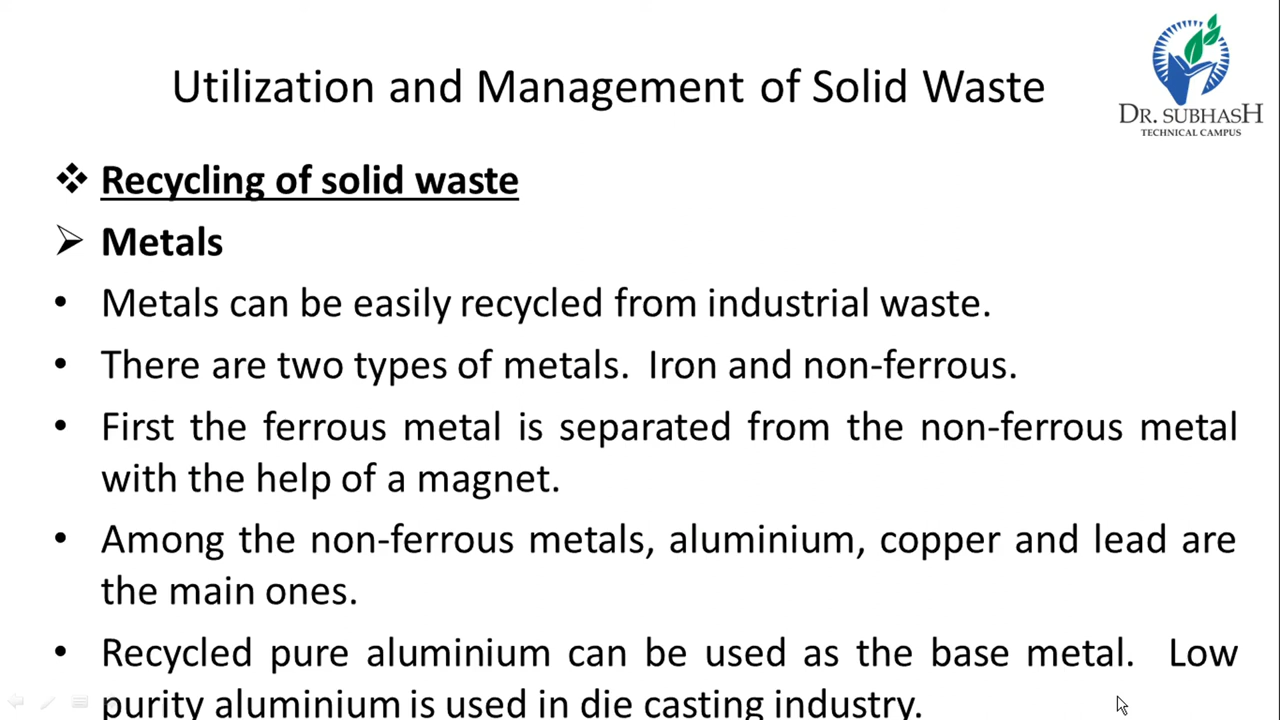 Utilization and Management of Solid Waste
DR. SUBHASH
TECHNICAL CAMPUS
❖ Recycling of solid waste
➢ Metals
• Metals can be easily recycled from industrial waste.
• There are two types of metals. Iron and non-ferrous.
• First the ferrous metal is separated from the non-ferrous metal
with the help of a magnet.
• Among the non-ferrous metals, aluminium, copper and lead are
the main ones.
• Recycled pure aluminium can be used as the base metal. Low
purity aluminium is used in die casting industry.